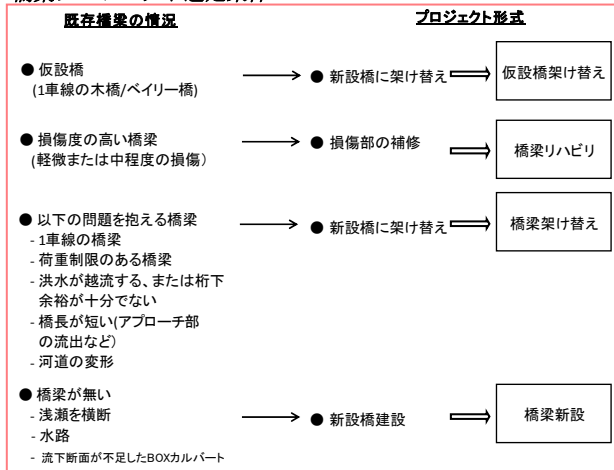 既存橋梁の情況
プロジェクト形式
● 仮設橋
(1車線の木橋/ベイリー橋)
● 新設橋に架け替え
仮設橋架け替え
● 損傷度の高い橋梁
(軽微または中程度の損傷)
● 損傷部の補修
橋梁リハビリ
● 以下の問題を抱える橋梁
- 1車線の橋梁
- 荷重制限のある橋梁
- 洪水が越流する、または桁下
余裕が十分でない
- 橋長が短い(アプローチ部
の流出など)
- 河道の変形
● 新設橋に架け替え
橋梁架け替え
● 橋梁が無い
- 浅瀬を横断
- 水路
- 流下断面が不足したBOXカルバート
● 新設橋建設
橋梁新設